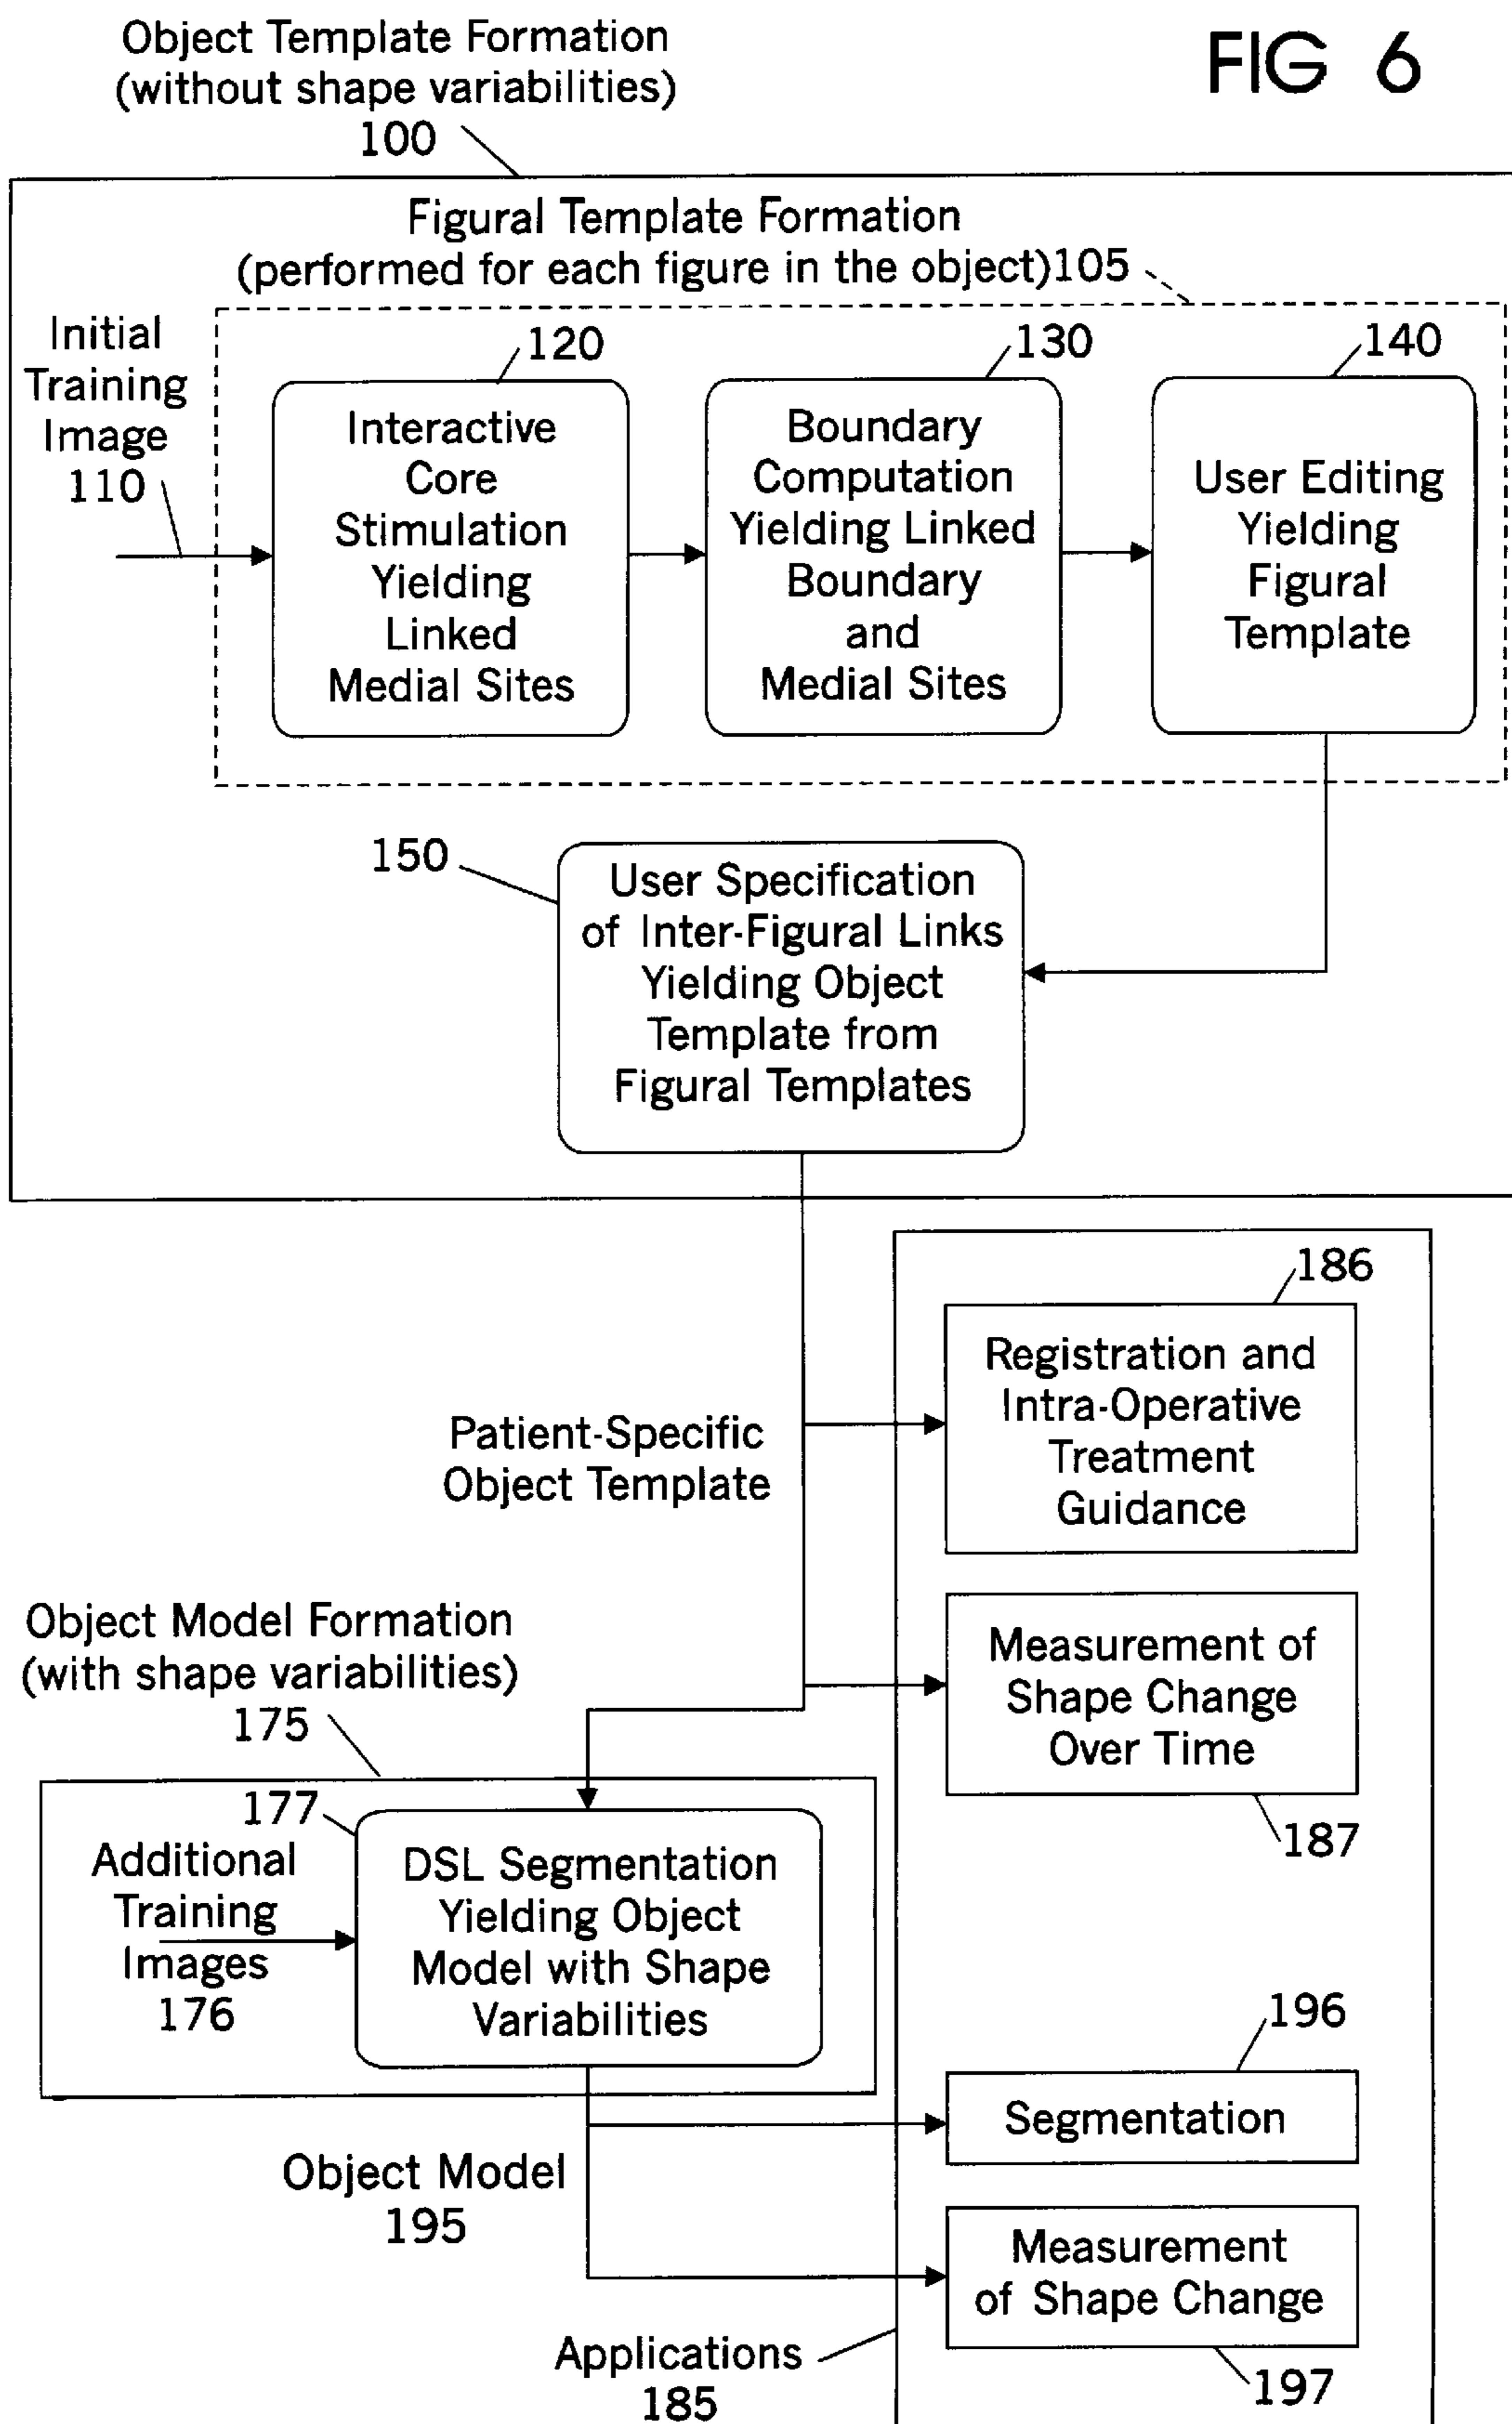 Object Template Formation
(without shape variabilities)
100
FIG 6
Figural Template Formation
(performed for each figure in the object)105
Initial
Training
Image
110
120
Interactive
Core
Stimulation
Yielding
Linked
Medial Sites
130
Boundary
Computation
Yielding Linked
Boundary
and
Medial Sites
140
User Editing
Yielding
Figural
Template
150
User Specification
of Inter-Figural Links
Yielding Object
Template from
Figural Templates
186
Registration and
Intra-Operative
Treatment
Guidance
Patient-Specific
Object Template
Measurement of
Shape Change
Over Time
187
Object Model Formation
(with shape variabilities)
175
177
Additional
Training
Images
176
DSL Segmentation
Yielding Object
Model with Shape
Variabilities
196
Segmentation
Object Model
195
Measurement
of Shape Change
197
Applications
185